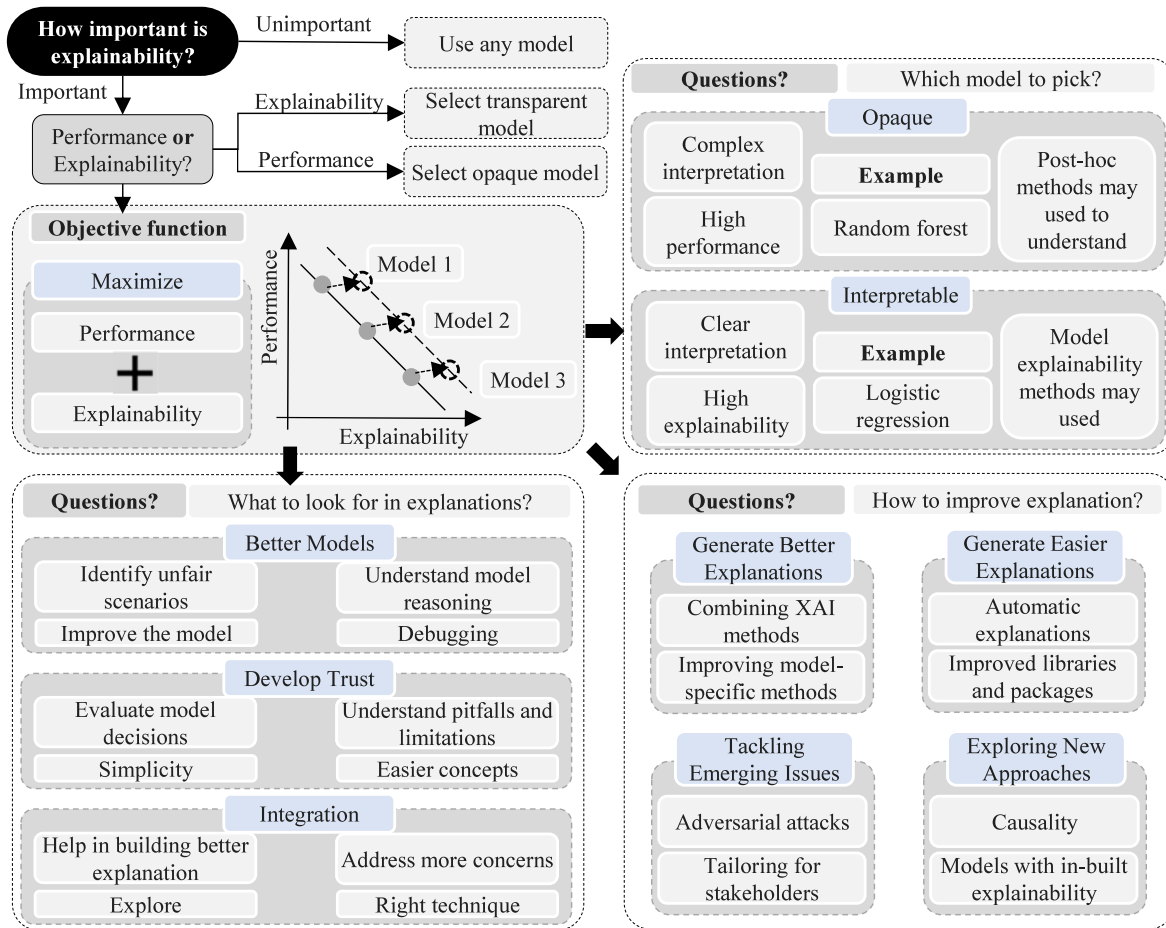 How important is
explainability?
Unimportant
Use any model
Important
Performance or
Explainability?
Explainability
Select transparent
model
Performance
Select opaque model
Objective function
Maximize
Performance
+
Explainability
Performance
Explainability
Model 1
Model 2
Model 3
Questions?
Which model to pick?
Opaque
Complex
interpretation
High
performance
Example
Random forest
Post-hoc
methods may
used to
understand
Interpretable
Clear
interpretation
High
explainability
Example
Logistic
regression
Model
explainability
methods may
used
Questions?
What to look for in explanations?
Better Models
Identify unfair
scenarios
Understand model
reasoning
Improve the model
Debugging
Develop Trust
Evaluate model
decisions
Understand pitfalls and
limitations
Simplicity
Easier concepts
Integration
Help in building better
explanation
Address more concerns
Explore
Right technique
Questions?
How to improve explanation?
Generate Better
Explanations
Combining XAI
methods
Improving model-
specific methods
Generate Easier
Explanations
Automatic
explanations
Improved libraries
and packages
Tackling
Emerging Issues
Adversarial attacks
Tailoring for
stakeholders
Exploring New
Approaches
Causality
Models with in-built
explainability